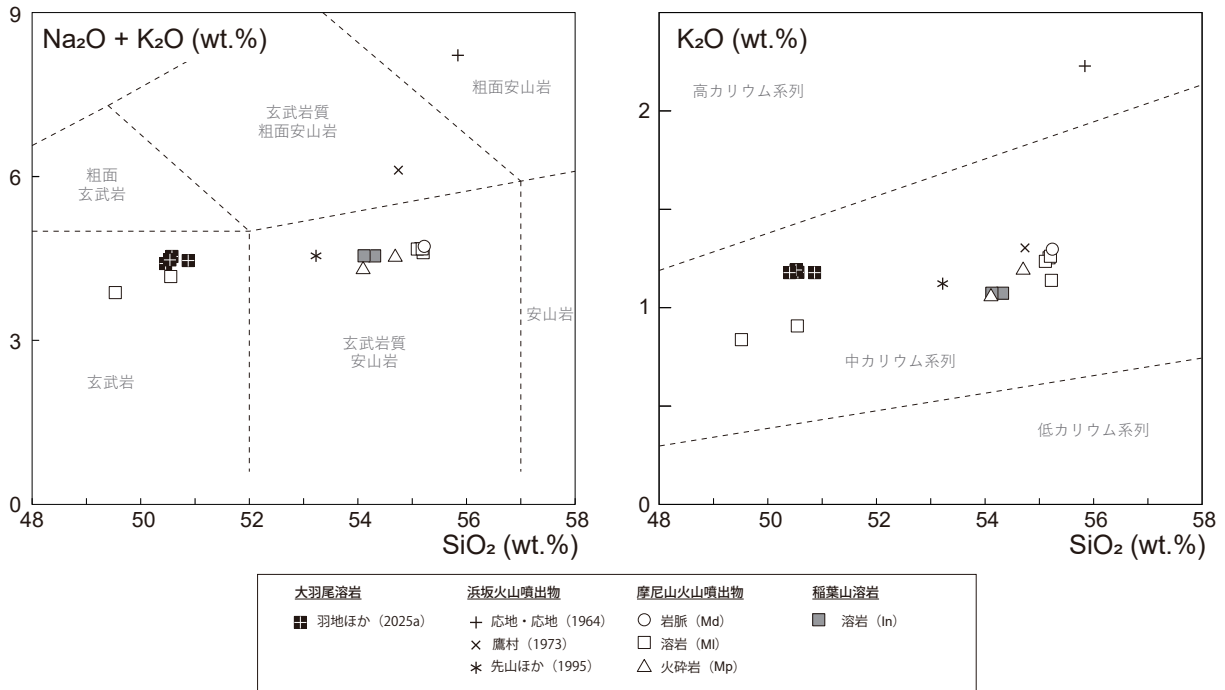 9
6
3
0
Na₂O + K₂O (wt.%)
粗面安山岩
玄武岩質
粗面安山岩
粗面
玄武岩
安山岩
玄武岩質
安山岩
玄武岩
48
50
52
54
56
58
SiO₂ (wt.%)
2
1
0
K₂O (wt.%)
高カリウム系列
中カリウム系列
低カリウム系列
48
50
52
54
56
58
SiO₂ (wt.%)
大羽尾溶岩
羽地ほか（2025a）
浜坂火山噴出物
応地・応地（1964）
鷹村（1973）
先山ほか（1995）
摩尼山火山噴出物
岩脈（Md）
溶岩（Ml）
火砕岩（Mp）
稲葉山溶岩
溶岩（In）